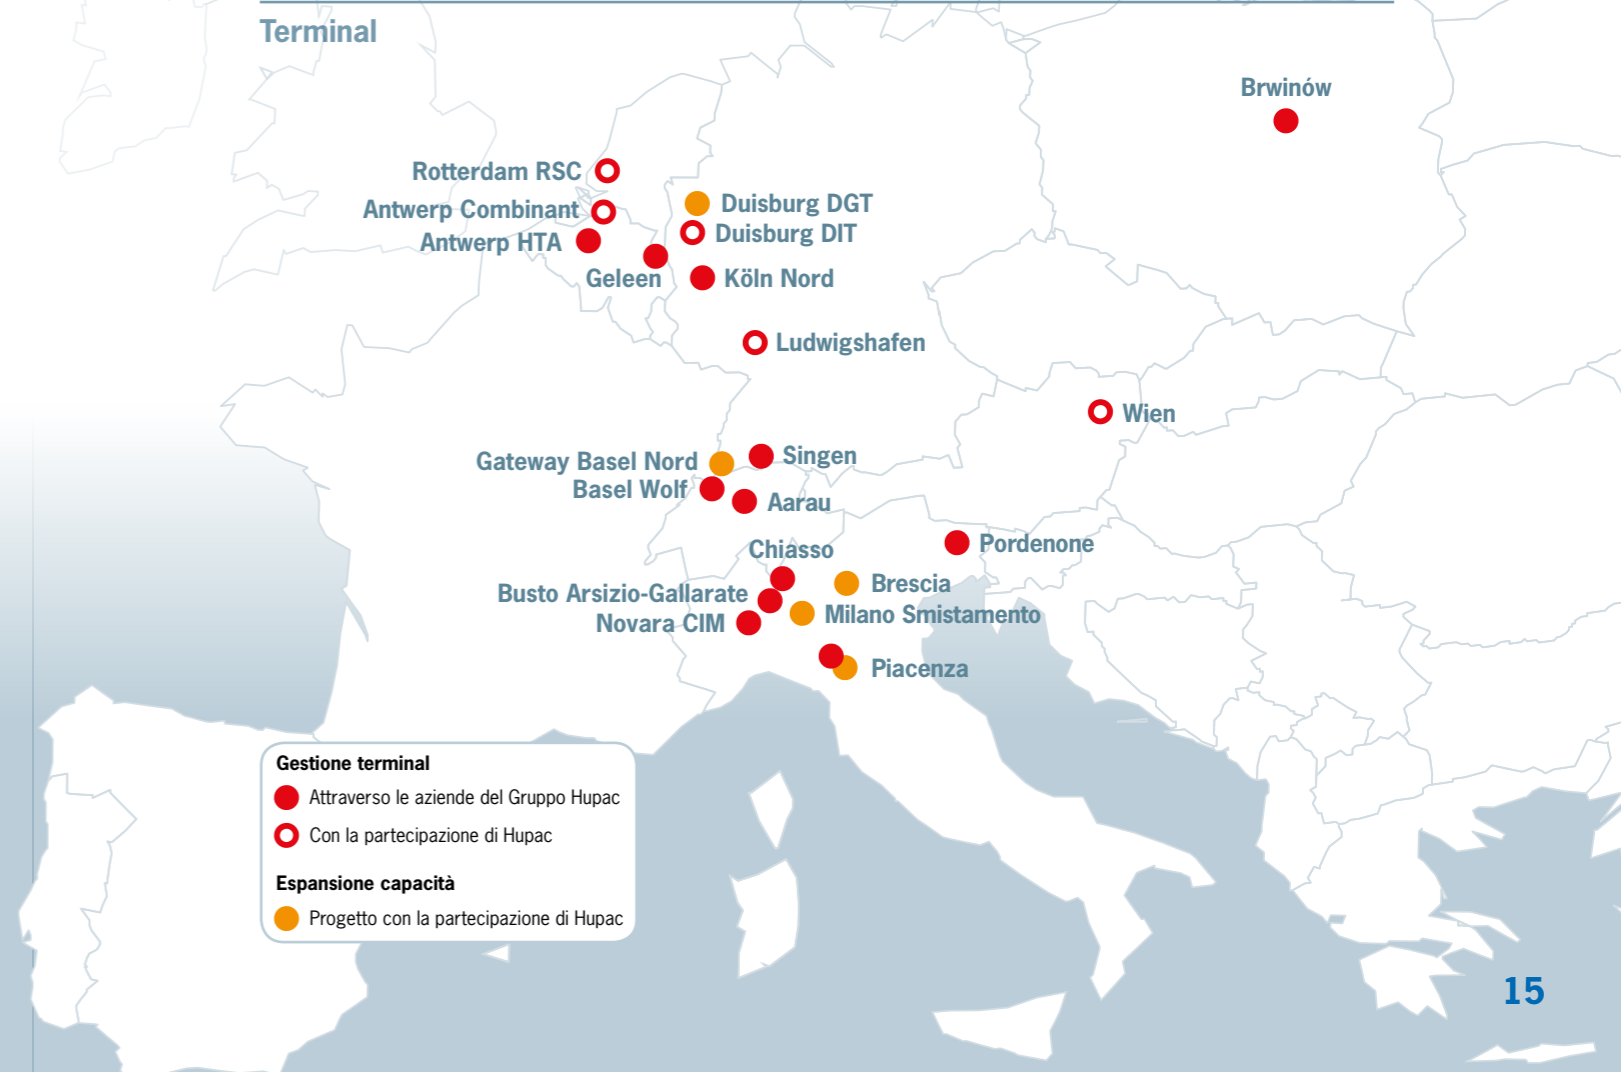 Terminal
Brwinów
Rotterdam RSC
Antwerp Combinant
Antwerp HTA
Geleen
Duisburg DGT
Duisburg DIT
Köln Nord
Ludwigshafen
Wien
Gateway Basel Nord
Singen
Basel Wolf
Aarau
Chiasso
Pordenone
Busto Arsizio-Gallarate
Brescia
Novara CIM
Milano Smistamento
Piacenza
Gestione terminal
Attraverso le aziende del Gruppo Hupac
Con la partecipazione di Hupac
Espansione capacità
Progetto con la partecipazione di Hupac
15